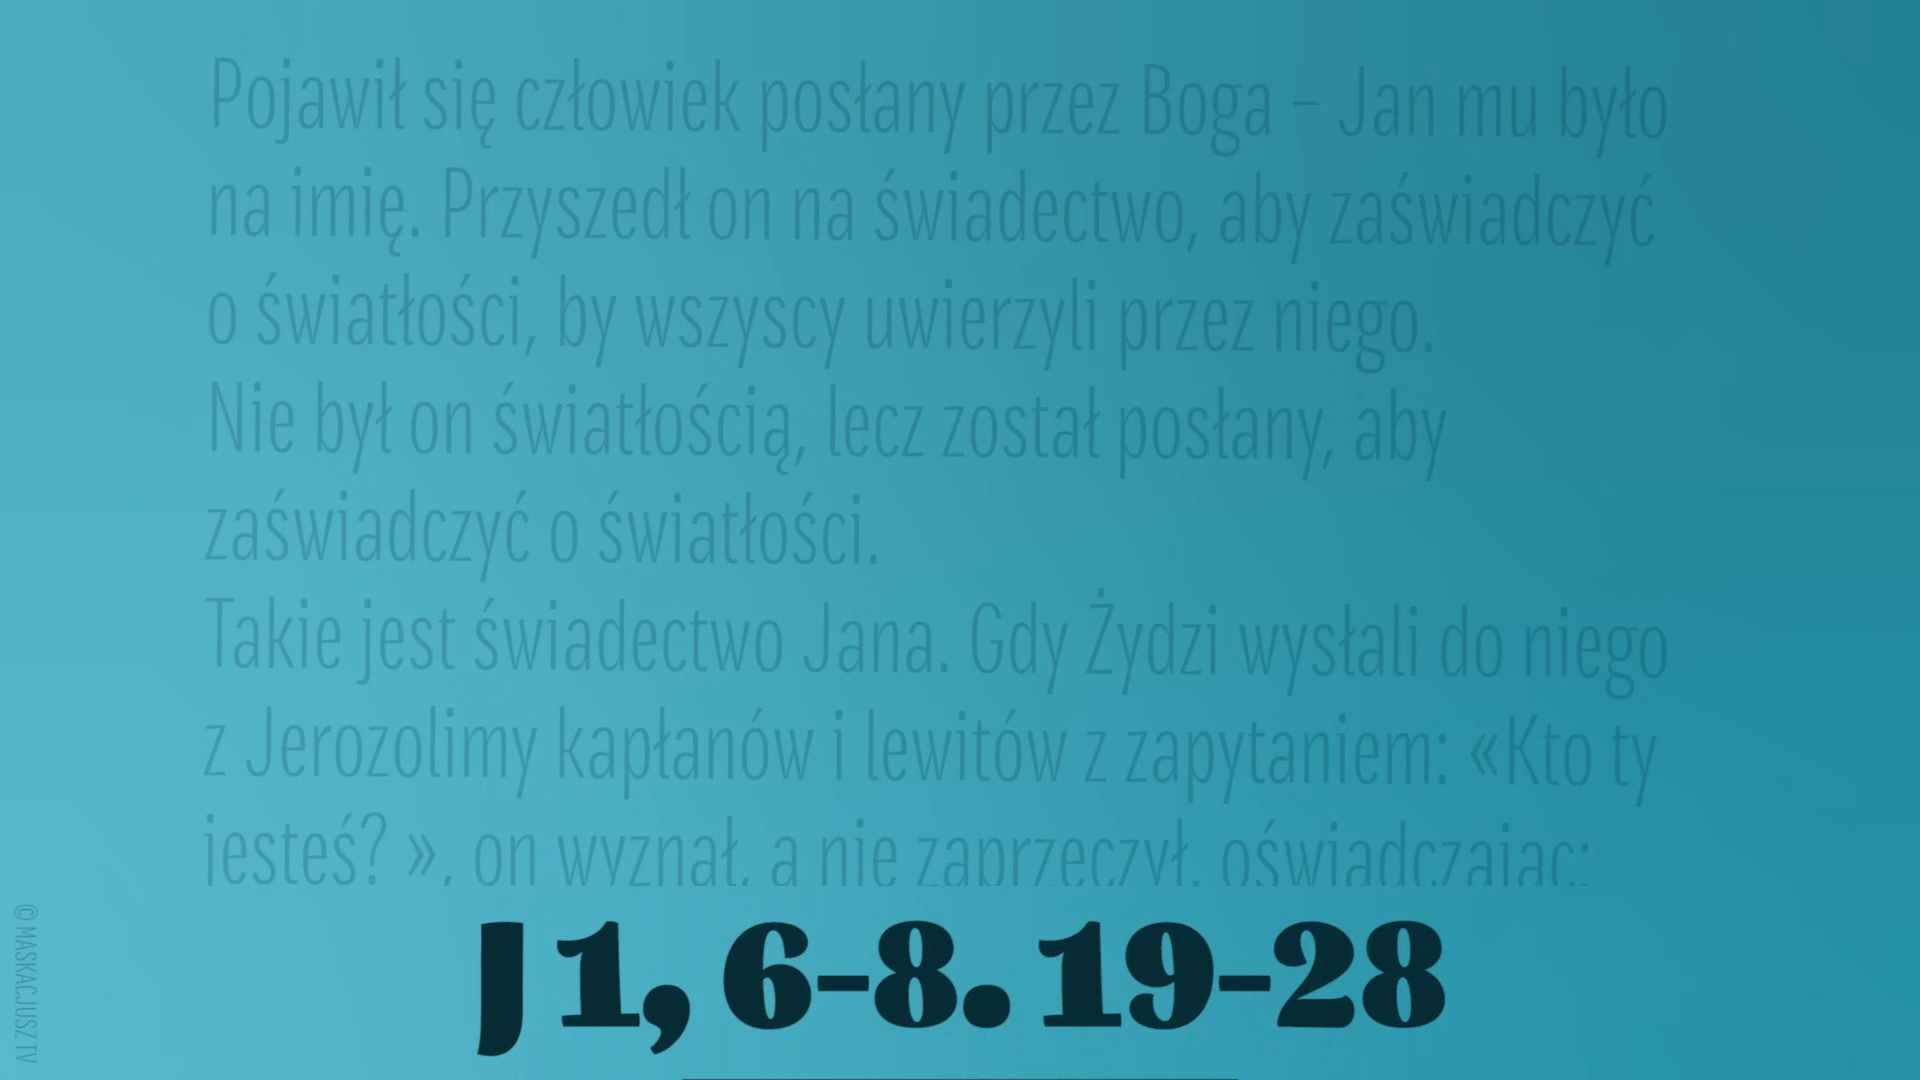 Pojawił się człowiek posłany przez Boga – Jan mu było
na imię. Przyszedł on na świadectwo, aby zaświadczyć
o światłości, by wszyscy uwierzyli przez niego.
Nie był on światłością, lecz został posłany, aby
zaświadczyć o światłości.
Takie jest świadectwo Jana. Gdy Żydzi wysłali do niego
z Jerozolimy kapłanów i lewitów z zapytaniem: «Kto ty
jesteś? », on wyznał, a nie zaprzeczył, oświadczając:
J 1, 6-8. 19-28
© MASKACJUSZ TV